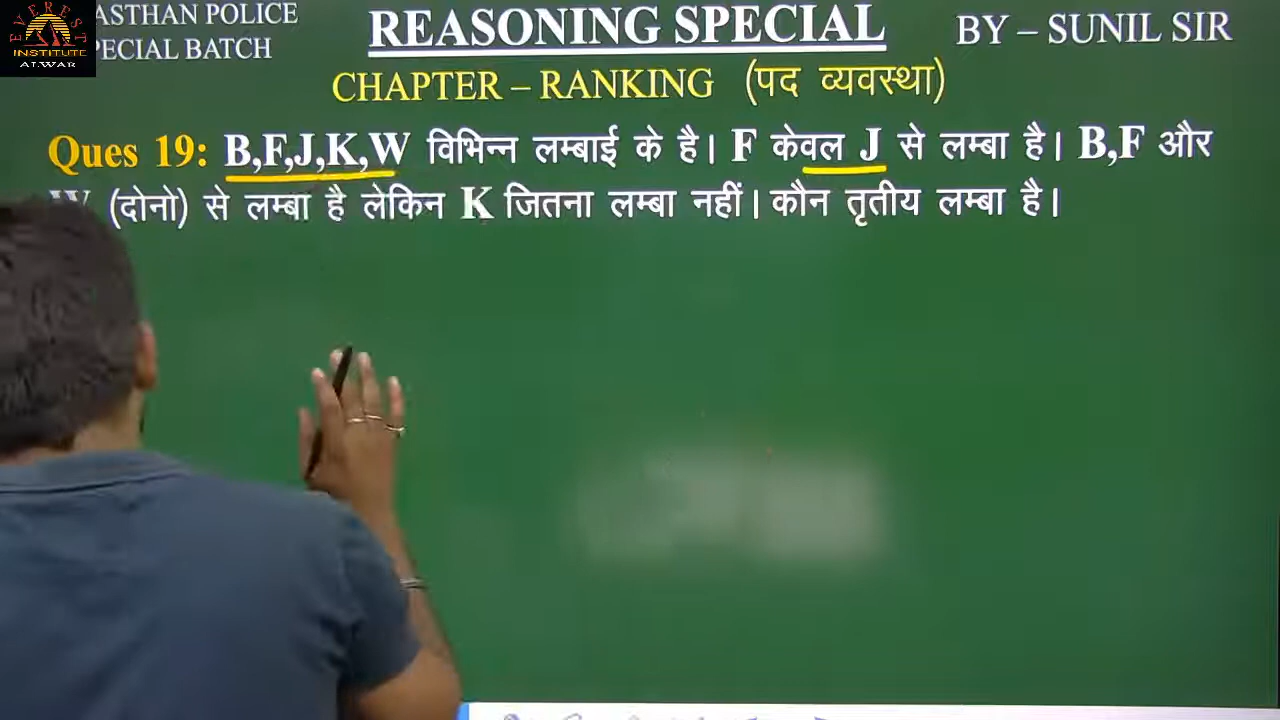 EVEREST
INSTITUTE
ALWAR
ASTHAN POLICE
PECIAL BATCH
REASONING SPECIAL
BY – SUNIL SIR
CHAPTER – RANKING (पद व्यवस्था)
Ques 19: B,F,J,K,W विभिन्न लम्बाई के है। F केवल J से लम्बा है। B,F और
W (दोनो) से लम्बा है लेकिन K जितना लम्बा नहीं। कौन तृतीय लम्बा है।